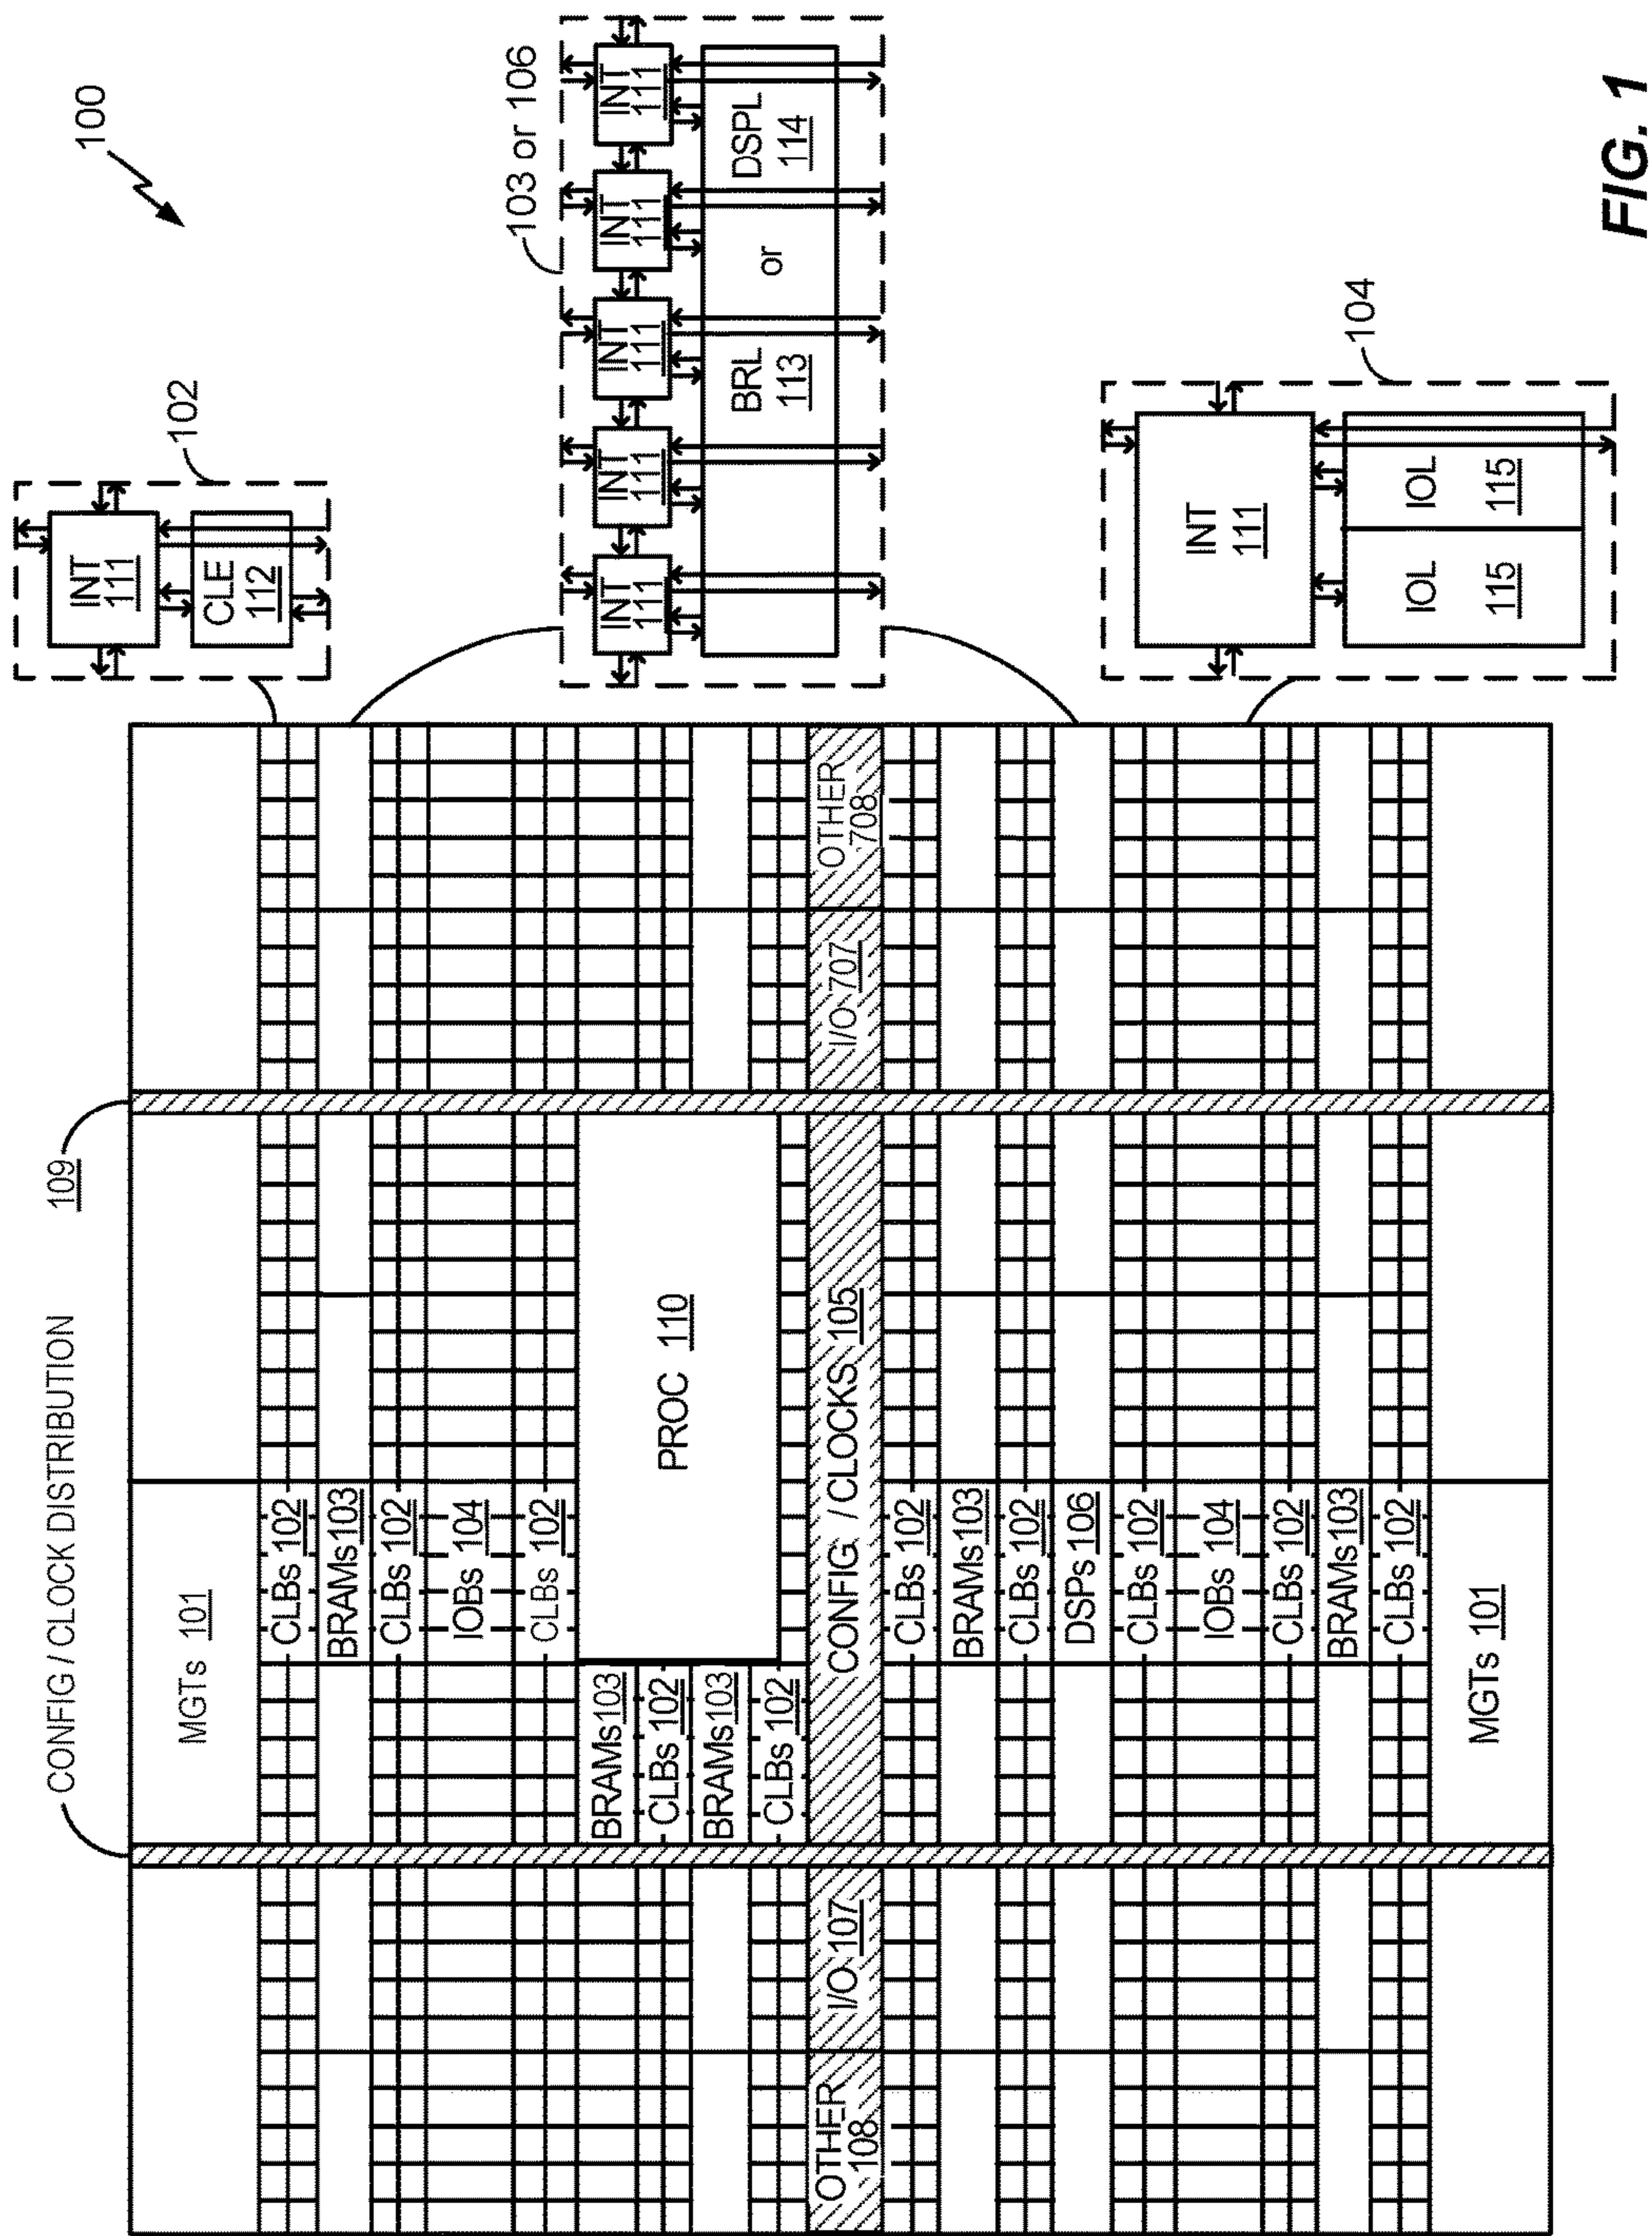 100
CONFIG / CLOCK DISTRIBUTION 109
MGTs 101
CLBs 102
BRAMs 103
CLBs 102
IOBs 104
CLBs 102
BRAMs 103
CLBs 102
BRAMs 103
CLBs 102
PROC 110
OTHER
108
I/O 107
CONFIG / CLOCKS 105
I/O 707
OTHER
708
CLBs 102
BRAMs 103
CLBs 102
DSPs 106
CLBs 102
IOBs 104
CLBs 102
BRAMs 103
CLBs 102
MGTs 101
102
INT
111
CLE
112
103 or 106
INT
111
INT
111
INT
111
INT
111
INT
111
BRL
113
or
DSPL
114
104
INT
111
IOL
115
IOL
115
FIG. 1